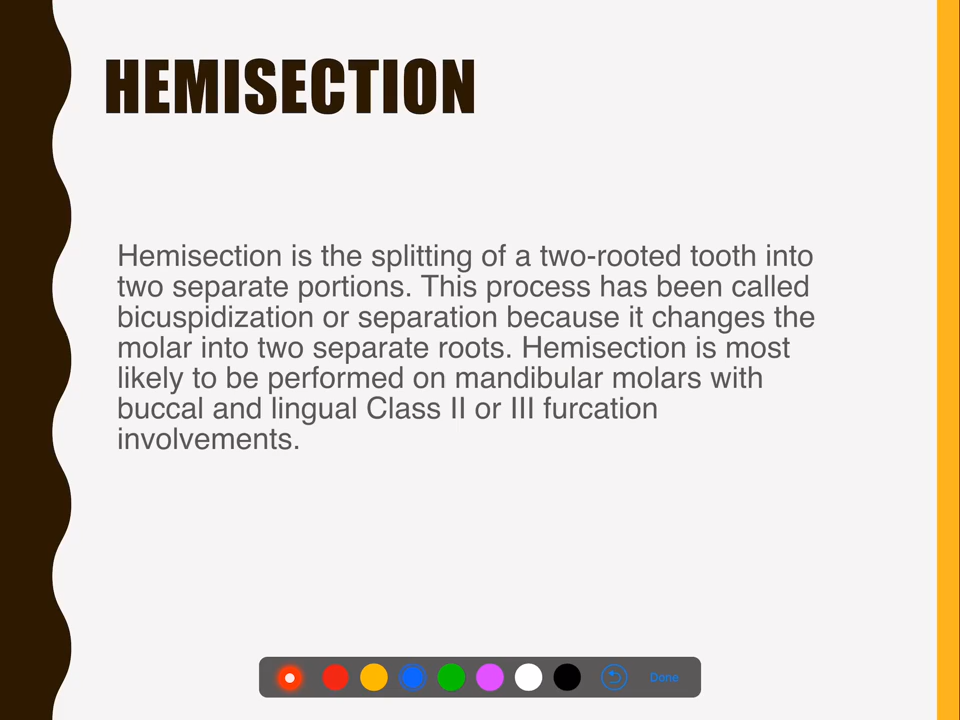 HEMISECTION
Hemisection is the splitting of a two-rooted tooth into
two separate portions. This process has been called
bicuspidization or separation because it changes the
molar into two separate roots. Hemisection is most
likely to be performed on mandibular molars with
buccal and lingual Class II or III furcation
involvements.
Done